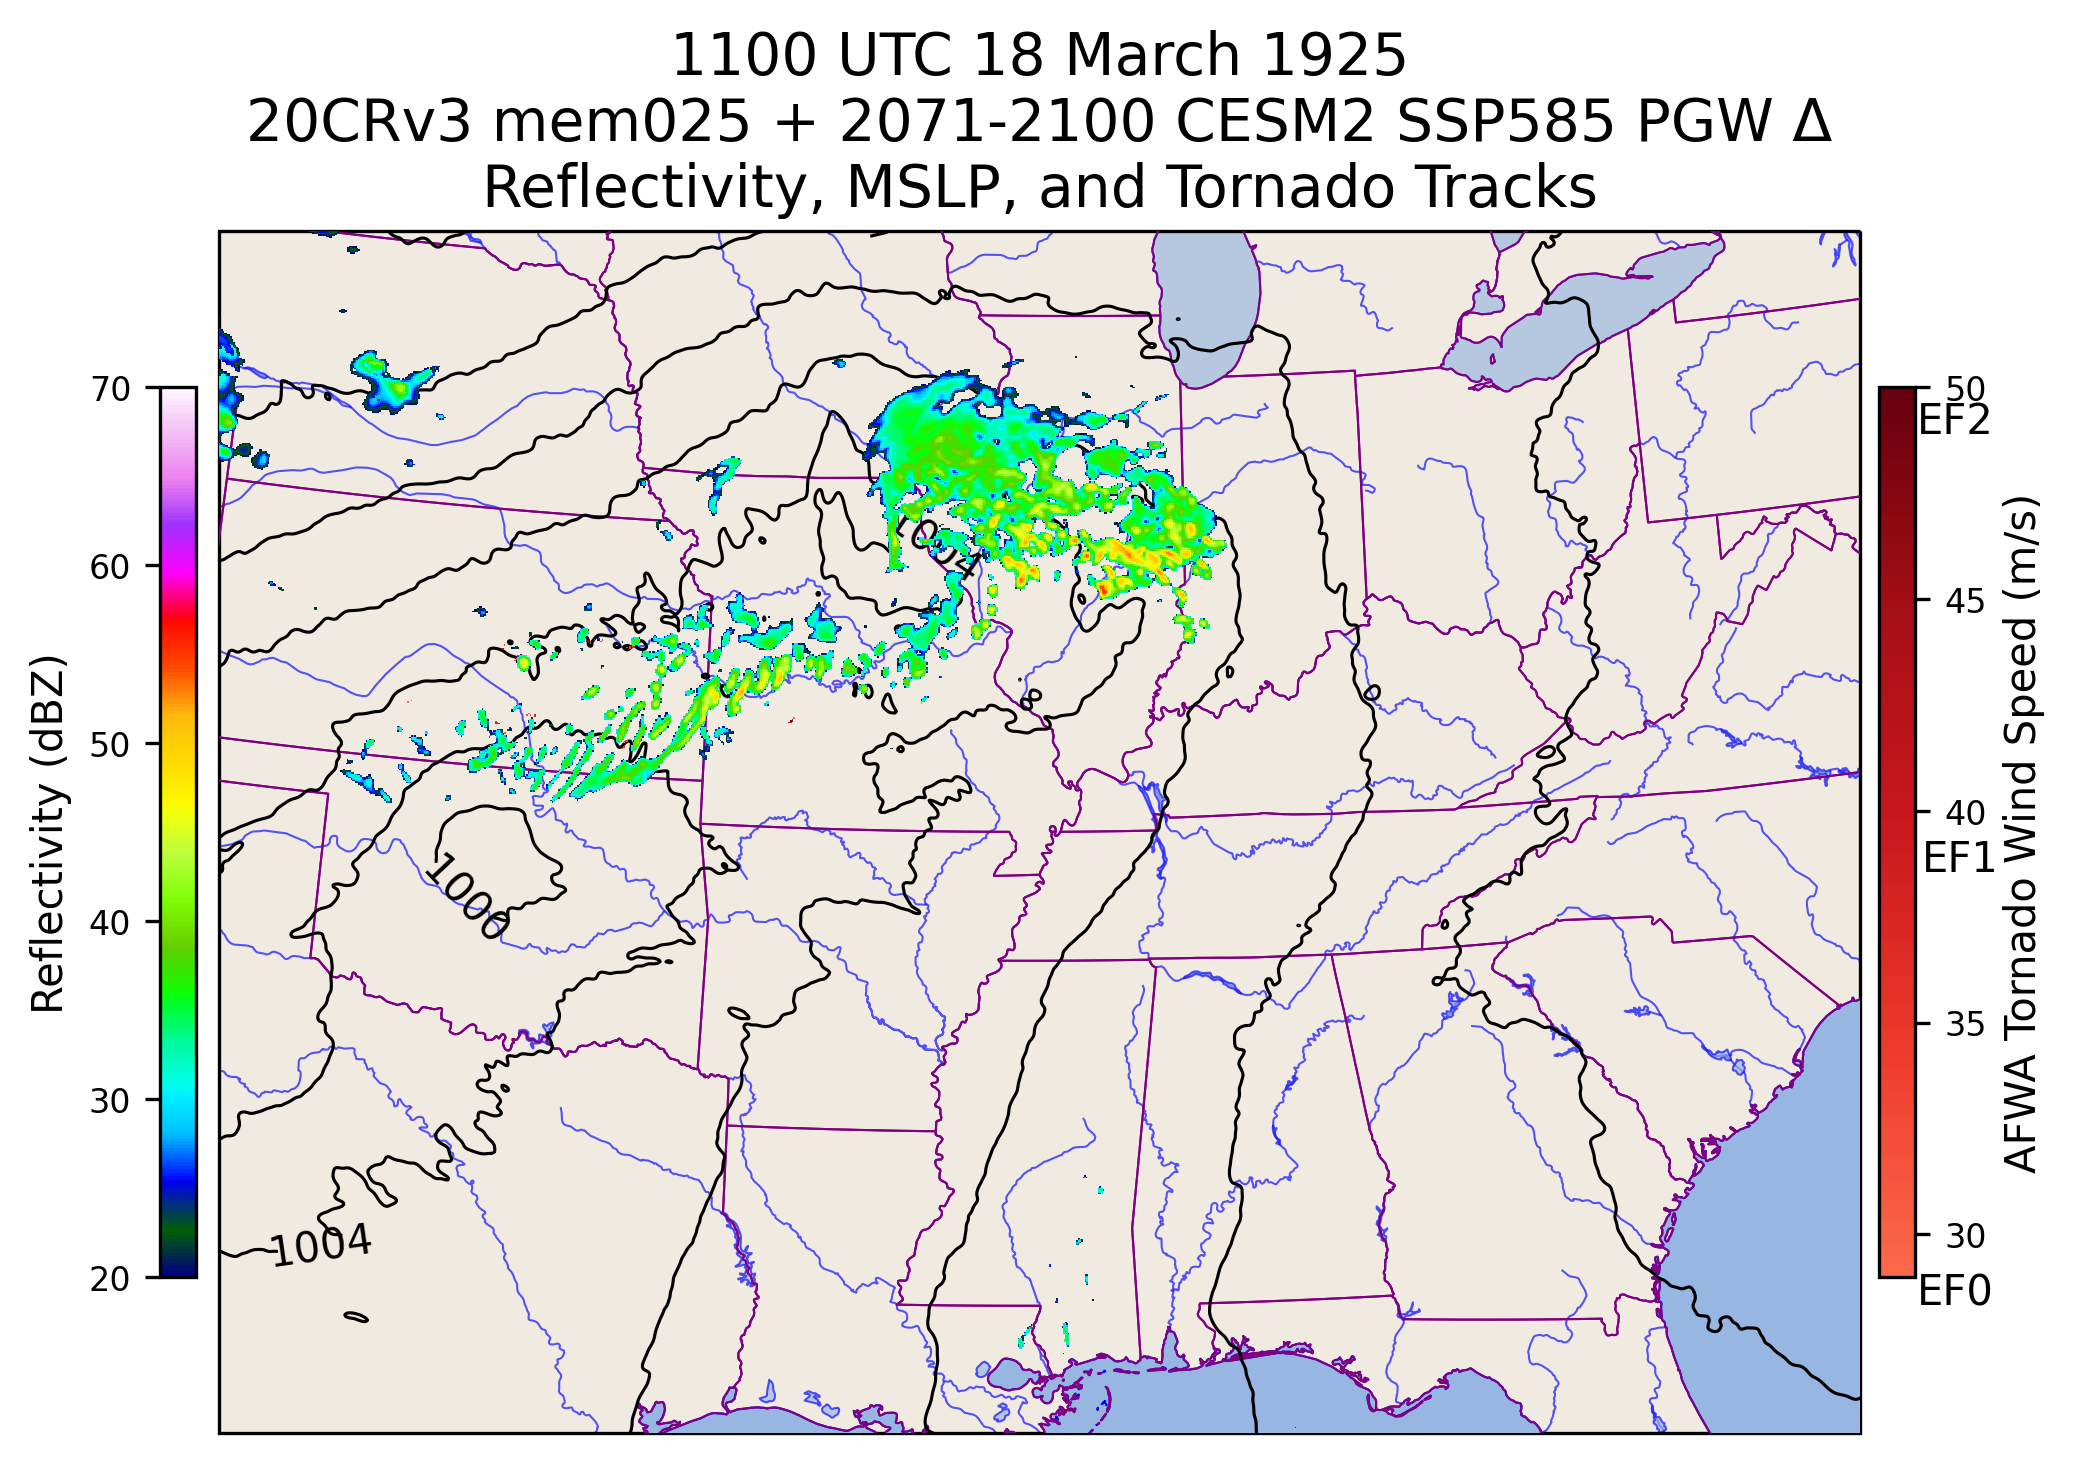 1100 UTC 18 March 1925
20CRv3 mem025 + 2071-2100 CESM2 SSP585 PGW Δ
Reflectivity, MSLP, and Tornado Tracks
70
60
50
40
30
20
Reflectivity (dBZ)
1004
1000
1004
50
EF2
45
40
EF1
35
30
EF0
AFWA Tornado Wind Speed (m/s)